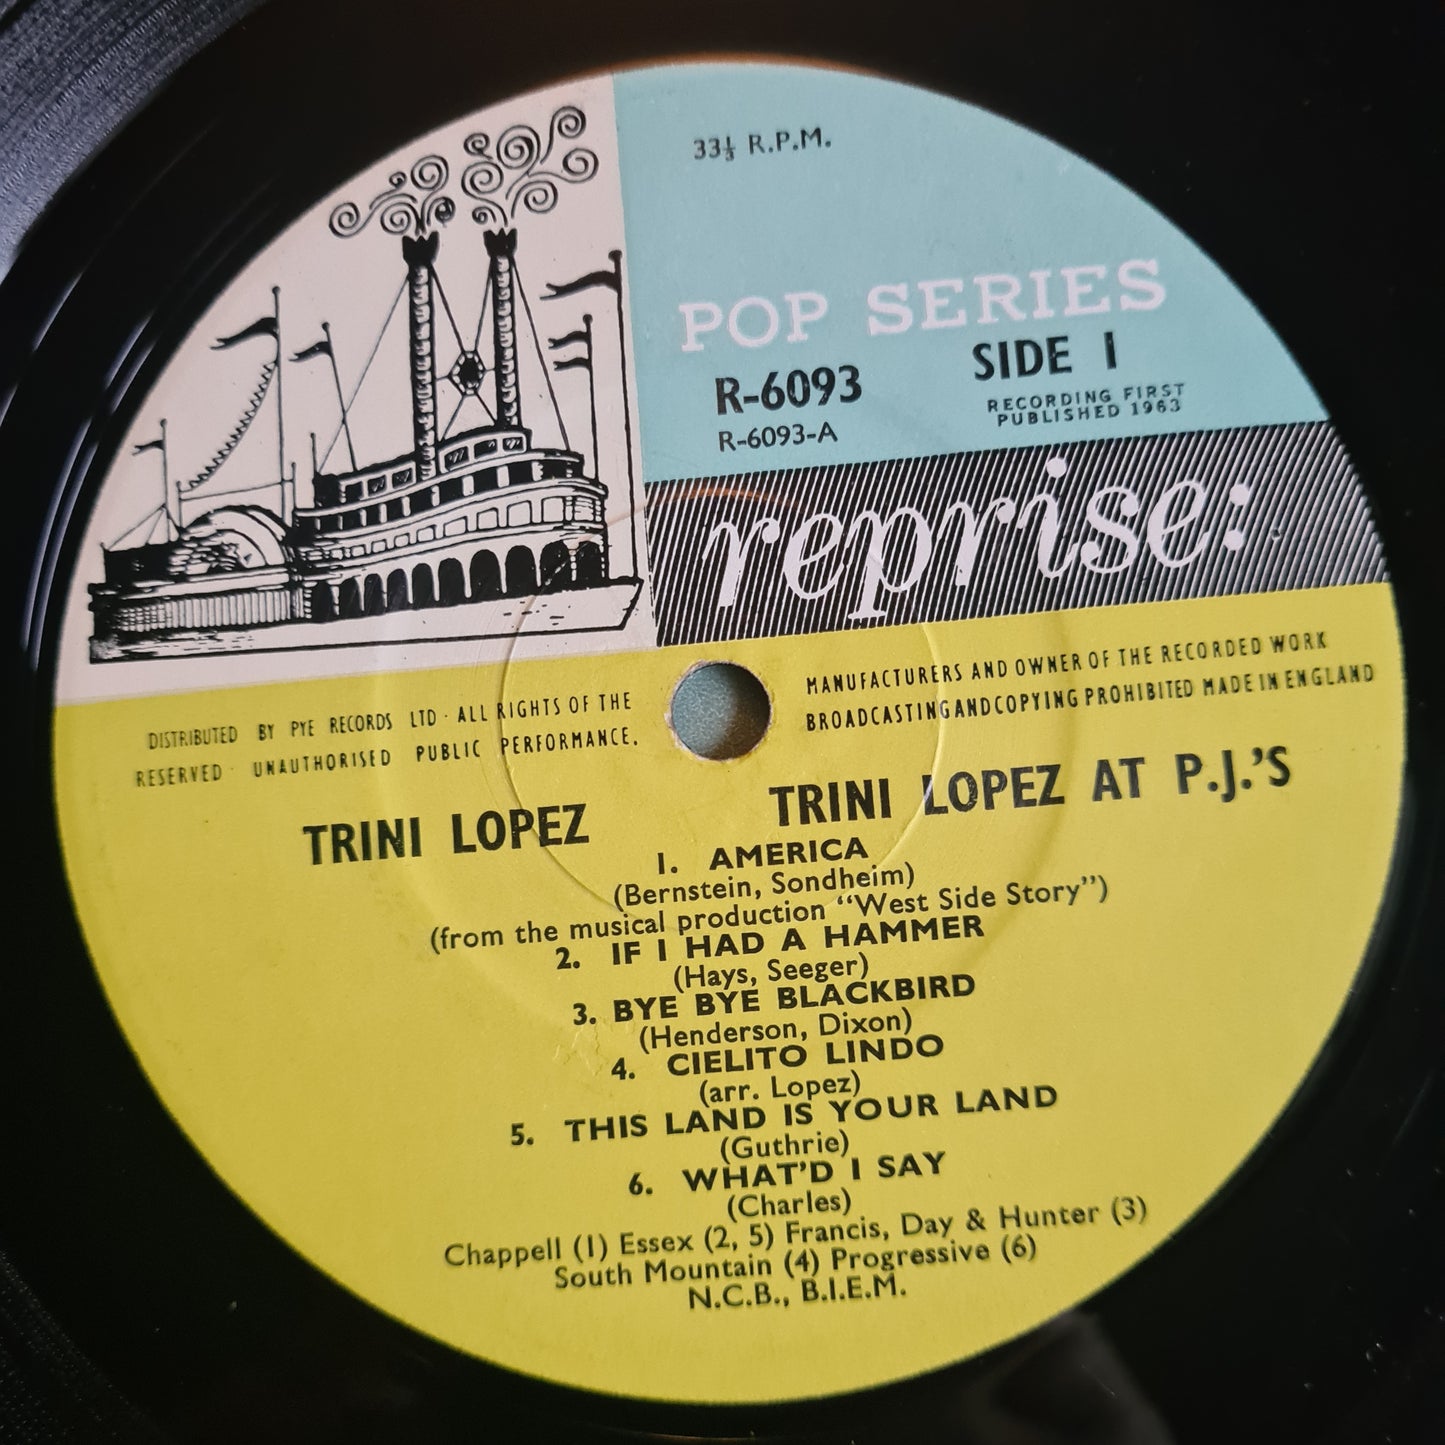 33⅓ R.P.M.
POP SERIES
R-6093 SIDE 1
R-6093-A
RECORDING FIRST
PUBLISHED 1963
reprise:
DISTRIBUTED BY PYE RECORDS LTD · ALL RIGHTS OF THE MANUFACTURERS AND OWNER OF THE RECORDED WORK
RESERVED · UNAUTHORISED PUBLIC PERFORMANCE, BROADCASTING AND COPYING PROHIBITED MADE IN ENGLAND
TRINI LOPEZ TRINI LOPEZ AT P.J.'S
1. AMERICA
(Bernstein, Sondheim)
(from the musical production "West Side Story")
2. IF I HAD A HAMMER
(Hays, Seeger)
3. BYE BYE BLACKBIRD
(Henderson, Dixon)
4. CIELITO LINDO
(arr. Lopez)
5. THIS LAND IS YOUR LAND
(Guthrie)
6. WHAT'D I SAY
(Charles)
Chappell (1) Essex (2, 5) Francis, Day & Hunter (3)
South Mountain (4) Progressive (6)
N.C.B., B.I.E.M.